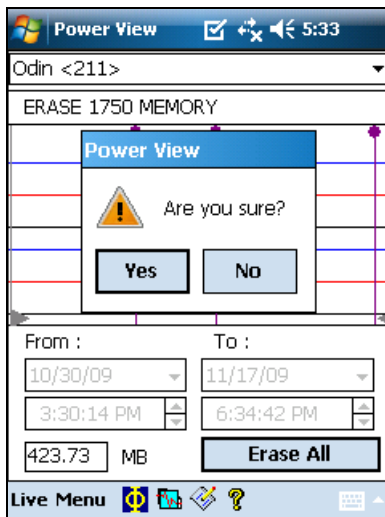 Power View 5:33
Odin <211>
ERASE 1750 MEMORY
Power View
Are you sure?
Yes No
From : To :
10/30/09 11/17/09
3:30:14 PM 6:34:42 PM
423.73 MB Erase All
Live Menu